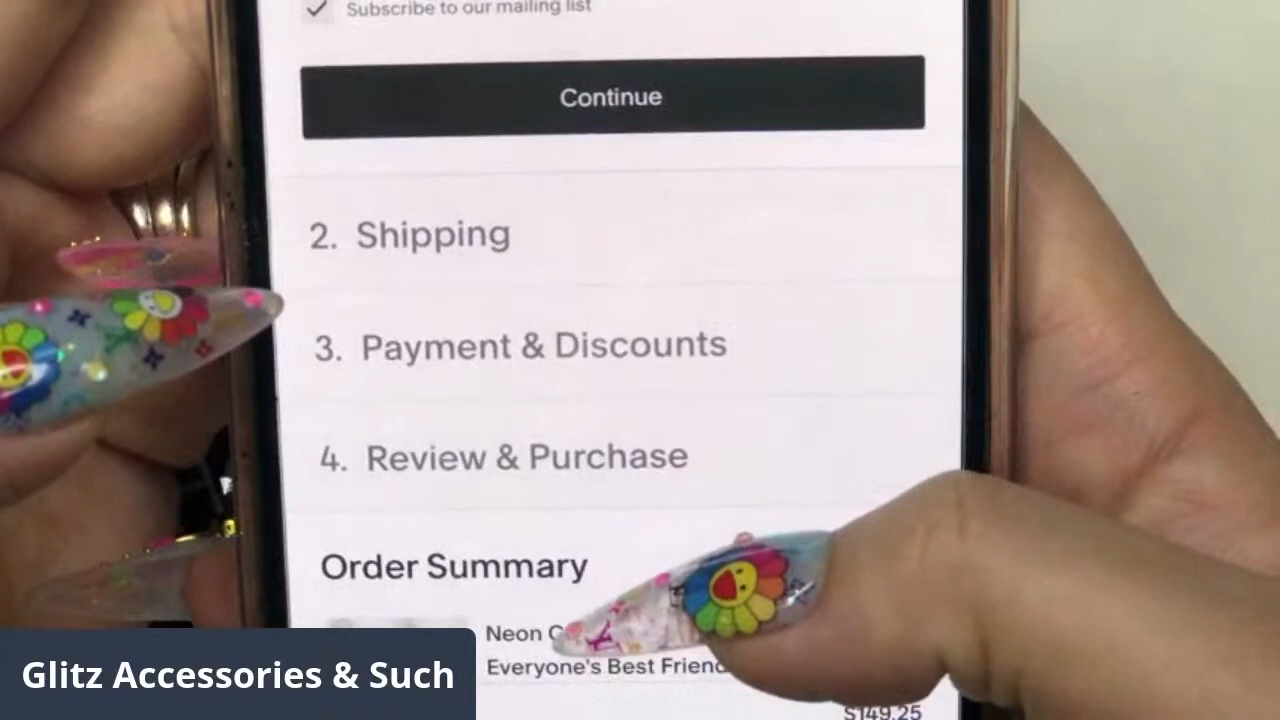 Subscribe to our mailing list
Continue
2. Shipping
3. Payment & Discounts
4. Review & Purchase
Order Summary
Neon
Everyone's Best Friend
$149.25
Glitz Accessories & Such